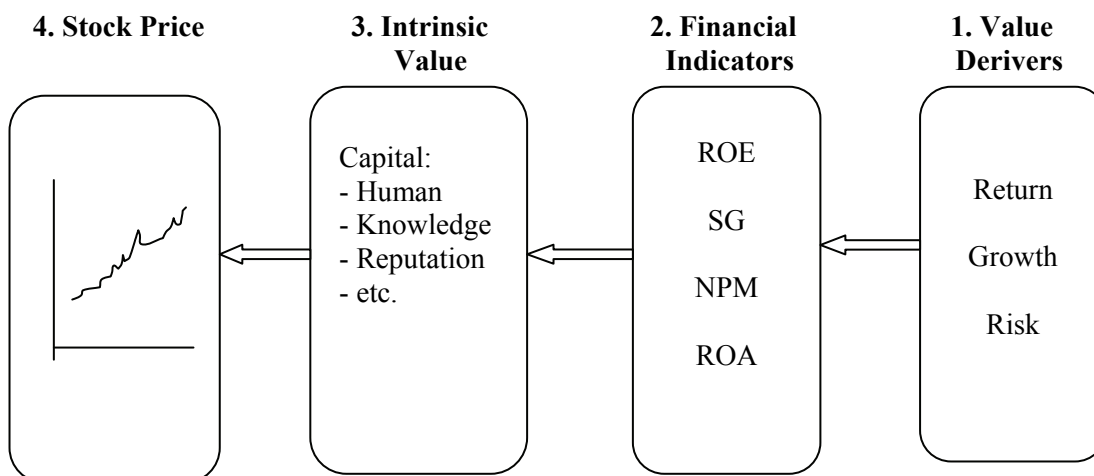 4. Stock Price
3. Intrinsic
Value
2. Financial
Indicators
1. Value
Derivers
Capital:
- Human
- Knowledge
- Reputation
- etc.
ROE
SG
NPM
ROA
Return
Growth
Risk